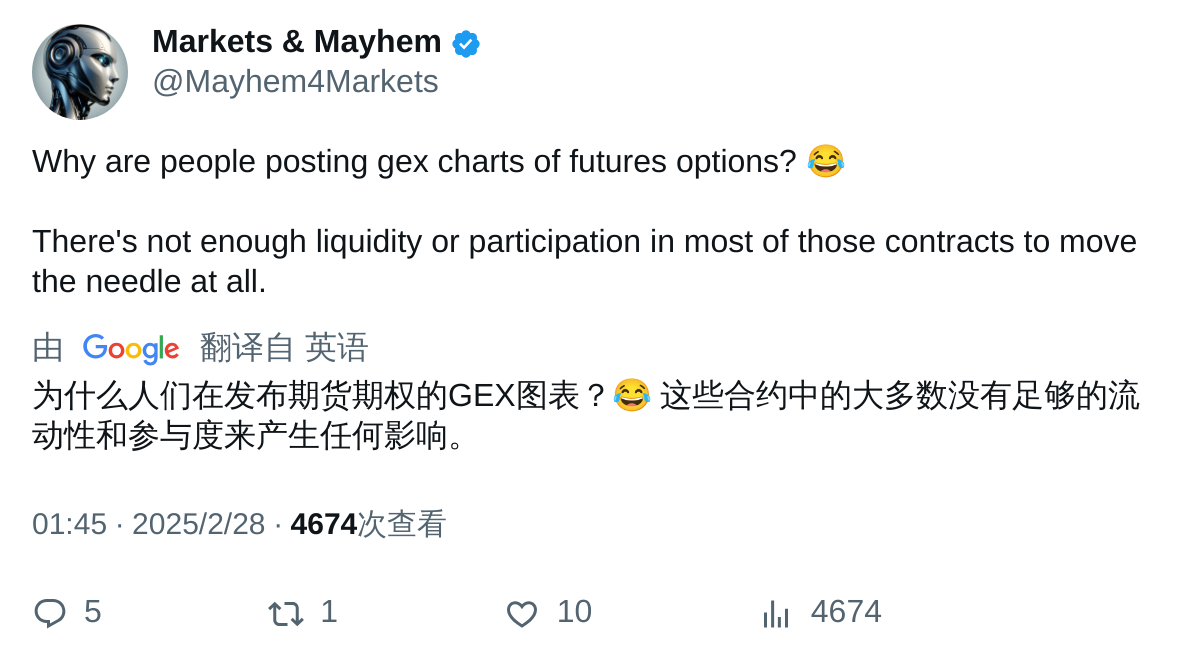 Markets & Mayhem
@Mayhem4Markets
Why are people posting gex charts of futures options? 😂
There's not enough liquidity or participation in most of those contracts to move
the needle at all.
由 Google 翻译自 英语
为什么人们在发布期货期权的GEX图表？😂 这些合约中的大多数没有足够的流
动性和参与度来产生任何影响。
01:45 · 2025/2/28 · 4674次查看
5 1 10 4674